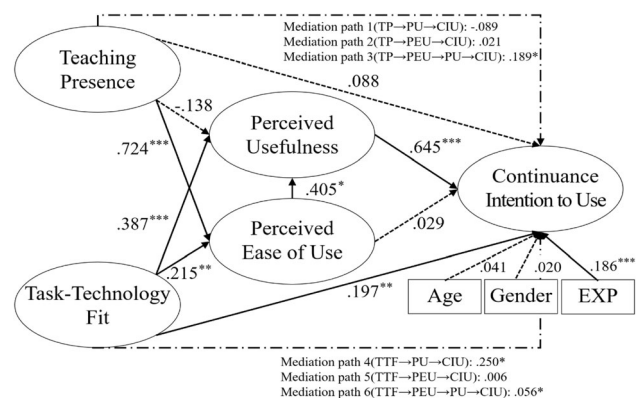 Mediation path 1(TP→PU→CIU): -.089
Mediation path 2(TP→PEU→CIU): .021
Mediation path 3(TP→PEU→PU→CIU): .189*
Teaching
Presence
.088
-.138
Perceived
Usefulness
.724***
.645***
Continuance
Intention to Use
.405*
.387***
.029
Perceived
Ease of Use
.215**
Task-Technology
Fit
.197**
.041
.020
.186***
Age
Gender
EXP
Mediation path 4(TTF→PU→CIU): .250*
Mediation path 5(TTF→PEU→CIU): .006
Mediation path 6(TTF→PEU→PU→CIU): .056*